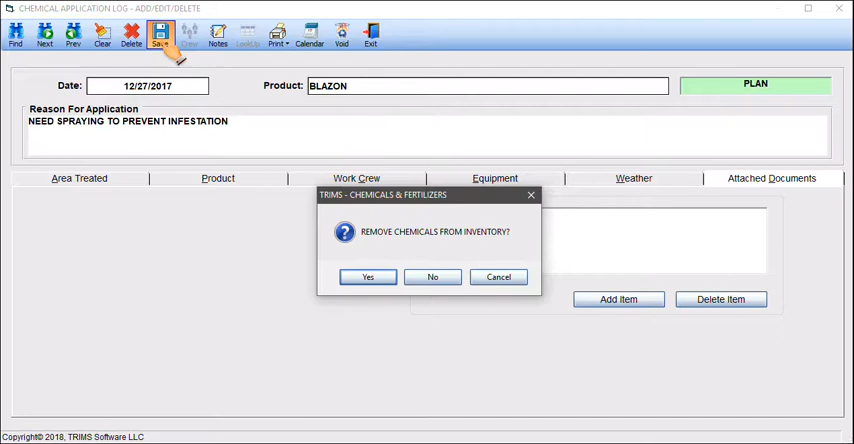 CHEMICAL APPLICATION LOG - ADD/EDIT/DELETE
Find Next Prev Clear Delete Save Crew Notes LookUp Print Calendar Void Exit
Date: 12/27/2017 Product: BLAZON PLAN
Reason For Application
NEED SPRAYING TO PREVENT INFESTATION
Area Treated Product Work Crew Equipment Weather Attached Documents
TRIMS - CHEMICALS & FERTILIZERS
REMOVE CHEMICALS FROM INVENTORY?
Yes No Cancel
Add Item Delete Item
Copyright© 2018, TRIMS Software LLC